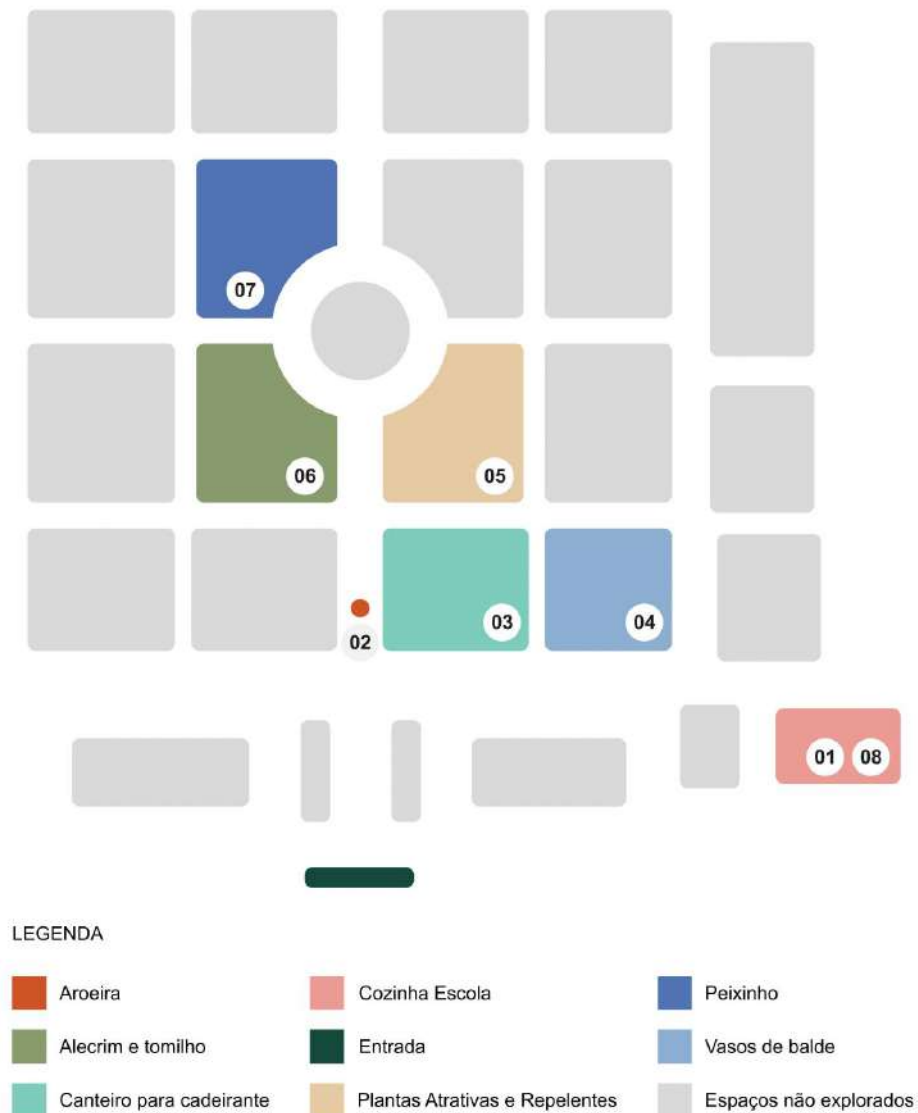 07
06
05
02
03
04
01
08
LEGENDA
Aroeira
Cozinha Escola
Peixinho
Alecrim e tomilho
Entrada
Vasos de balde
Canteiro para cadeirante
Plantas Atrativas e Repelentes
Espaços não explorados